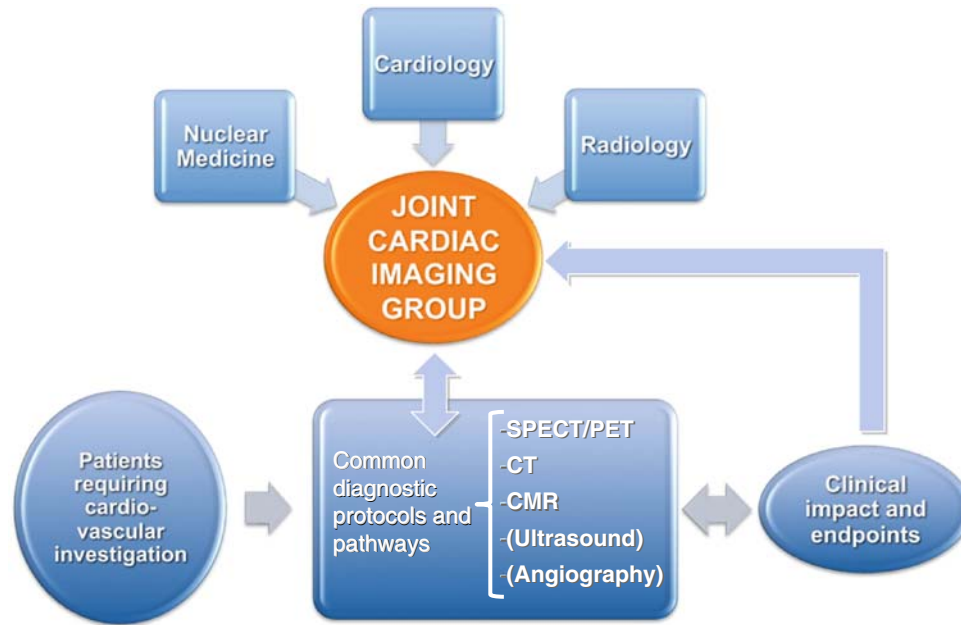 Cardiology
Nuclear
Medicine
Radiology
JOINT
CARDIAC
IMAGING
GROUP
Patients
requiring
cardio-
vascular
investigation
Common
diagnostic
protocols and
pathways
-SPECT/PET
-CT
-CMR
-(Ultrasound)
-(Angiography)
Clinical
impact and
endpoints